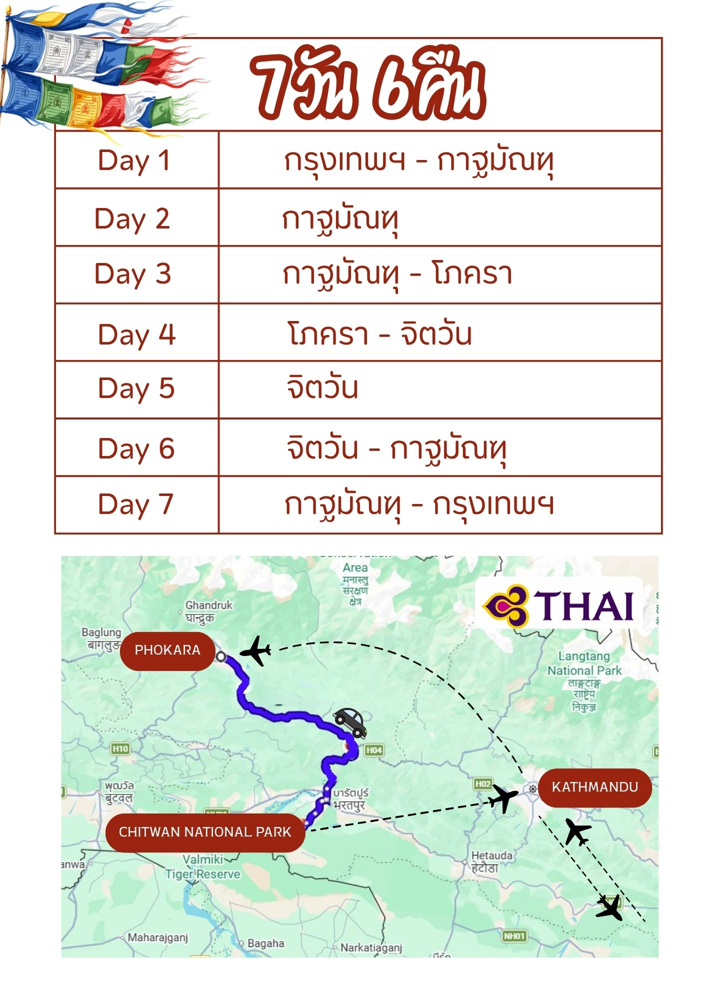 7วัน 6คืน
Day 1 กรุงเทพฯ - กาฐมัณฑุ
Day 2 กาฐมัณฑุ
Day 3 กาฐมัณฑุ - โภครา
Day 4 โภครา - จิตวัน
Day 5 จิตวัน
Day 6 จิตวัน - กาฐมัณฑุ
Day 7 กาฐมัณฑุ - กรุงเทพฯ
Area
मनास्लु
संरक्षण
क्षेत्र
THAI
Ghandruk
घान्द्रुक
Baglung
बागलुङ
PHOKARA
Langtang
National Park
लाङ्गटाङ्ग
राष्ट्रिय
निकुञ्ज
H10
H04
H02
KATHMANDU
พุฒวัล
बुटवल
บารัตปูร์
भरतपुर
CHITWAN NATIONAL PARK
Valmiki
Tiger Reserve
anwa
Hetauda
हेटौडा
Maharajganj
Bagaha
Narkatiaganj
NH01